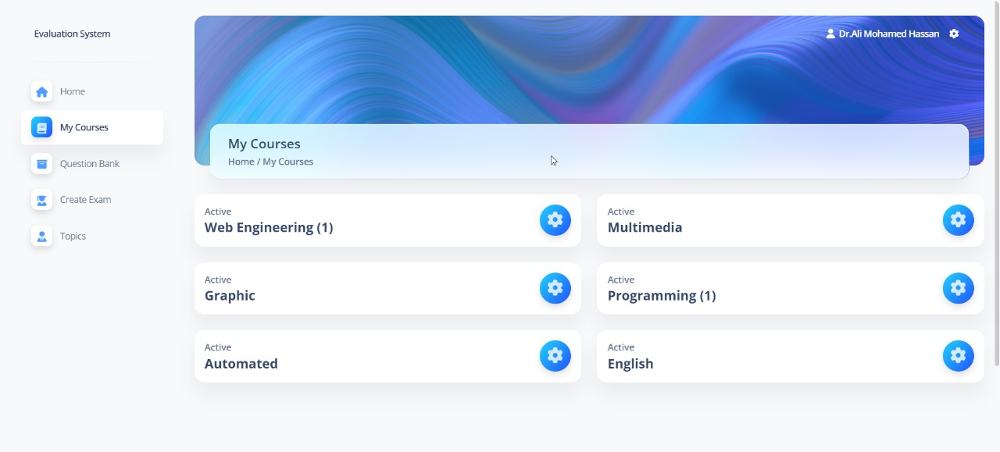 Evaluation System
Home
My Courses
Question Bank
Create Exam
Topics
Dr.Ali Mohamed Hassan
My Courses
Home / My Courses
Active
Web Engineering (1)
Active
Multimedia
Active
Graphic
Active
Programming (1)
Active
Automated
Active
English